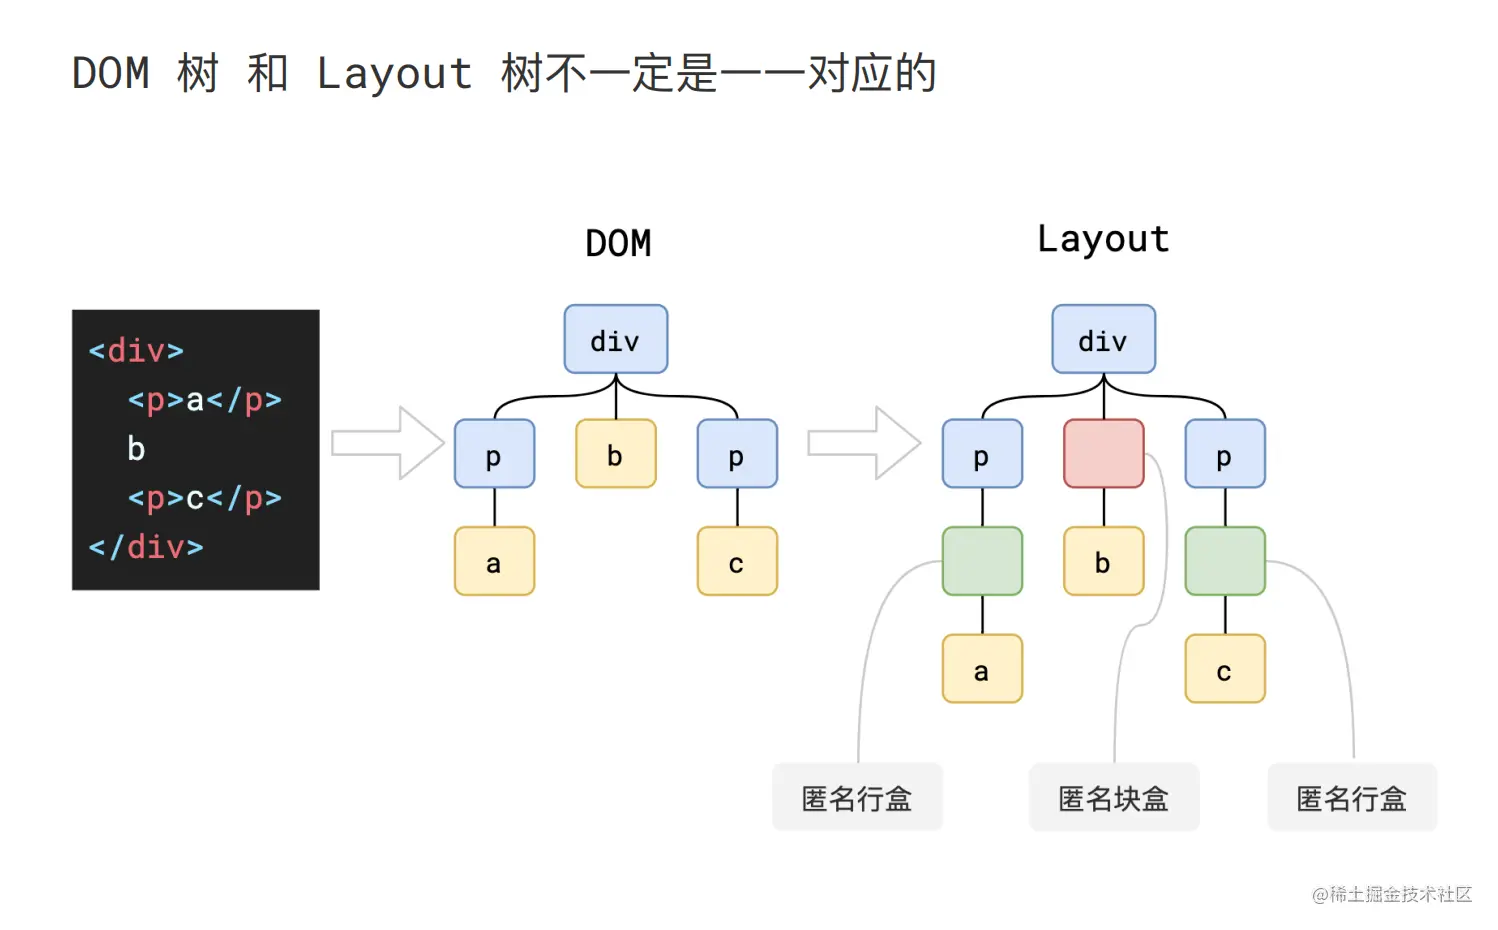 DOM 树 和 Layout 树不一定是一一对应的
DOM
Layout
<div>
<p>a</p>
b
<p>c</p>
</div>
div
p
b
p
a
c
div
p
p
b
a
c
匿名行盒
匿名块盒
匿名行盒
@稀土掘金技术社区